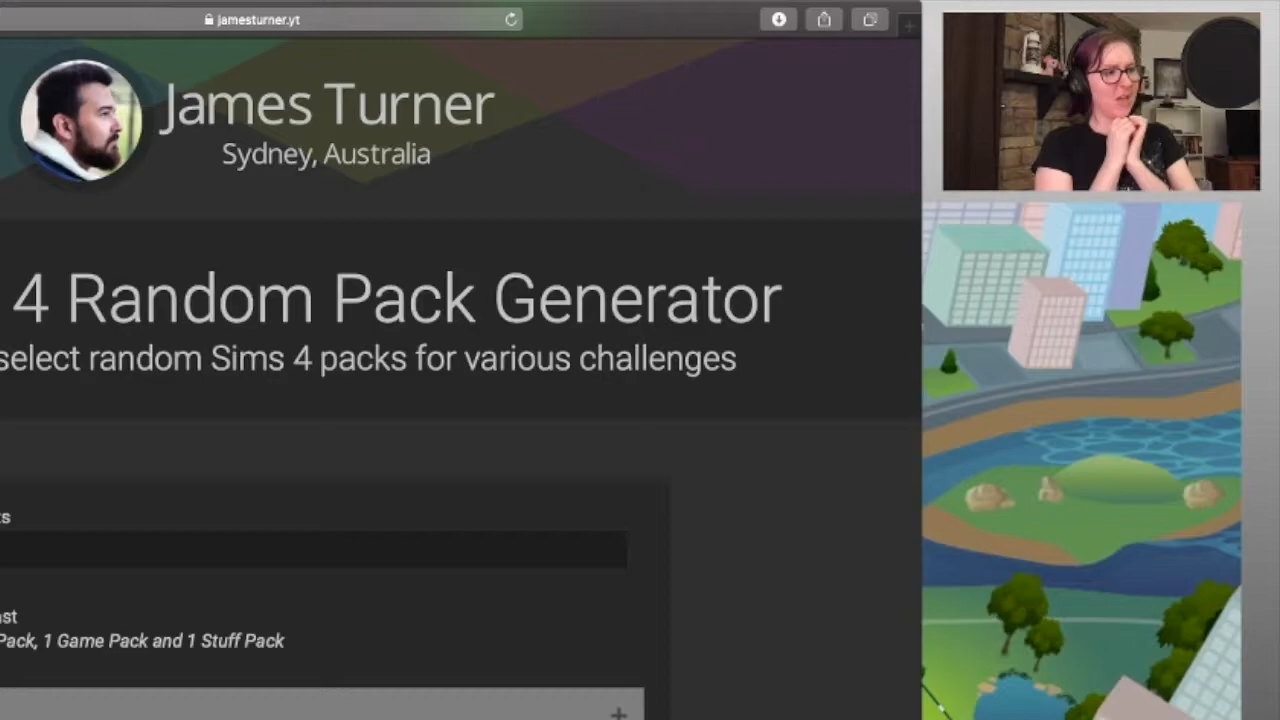 jamesturner.yt
James Turner
Sydney, Australia
4 Random Pack Generator
select random Sims 4 packs for various challenges
ts
ast
Pack, 1 Game Pack and 1 Stuff Pack
+